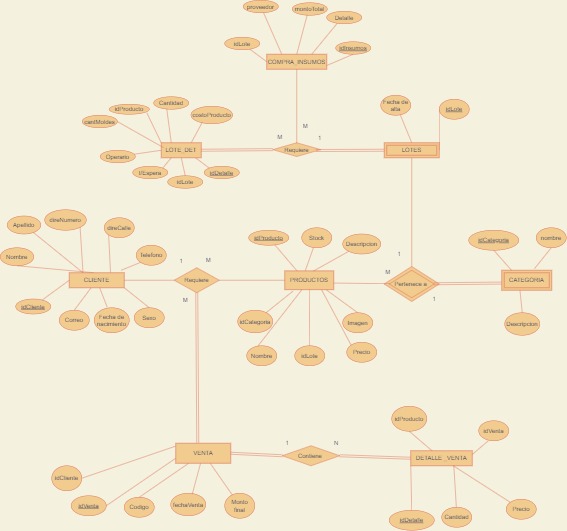 proveedor
montoTotal
Detalle
idLote
idInsumos
COMPRA_INSUMOS
Cantidad
idProducto
costoProducto
cantMoldes
Fecha de
alta
idLote
M
M
1
LOTE_DET
Requiere
LOTES
Operario
tEspera
idDetalle
idLote
direNumero
Apellido
direCalle
idProducto
Stock
Descripcion
idCategoria
nombre
Nombre
Telefono
1
M
1
M
CLIENTE
Requiere
PRODUCTOS
Pertenece a
CATEGORIA
M
1
idCliente
Correo
Fecha de
nacimiento
Sexo
idCategoria
Imagen
Descripcion
Nombre
idLote
Precio
idProducto
idVenta
1
N
VENTA
Contiene
DETALLE_VENTA
idCliente
idVenta
Codigo
fechaVenta
Monto
final
Precio
idDetalle
Cantidad